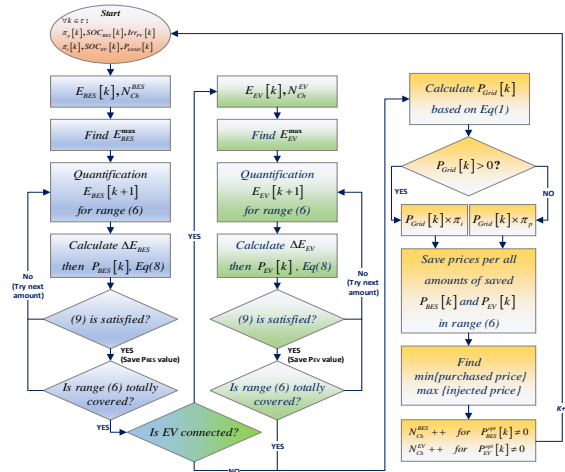 Start
∀k ∈ τ :
π_p[k], SOC_BES[k], Irr_PV[k]
π_i[k], SOC_EV[k], P_LOAD[k]
E_BES[k], N_Ch^BES
Find E_BES^max
Quantification
E_BES[k+1]
for range (6)
Calculate ΔE_BES
then P_BES[k], Eq(8)
No
(Try next
amount)
(9) is satisfied?
YES
(Save PBES value)
Is range (6) totally
covered?
YES
Is EV connected?
YES
NO
E_EV[k], N_Ch^EV
Find E_EV^max
Quantification
E_EV[k+1]
for range (6)
Calculate ΔE_EV
then P_EV[k], Eq(8)
No
(Try next
amount)
(9) is satisfied?
YES
(Save PEV value)
Is range (6) totally
covered?
YES
Calculate P_Grid[k]
based on Eq(1)
P_Grid[k]>0?
YES
NO
P_Grid[k]×π_i
P_Grid[k]×π_p
Save prices per all
amounts of saved
P_BES[k] and P_EV[k]
in range (6)
Find
min{purchased price}
max {injected price}
N_Ch^BES ++ for P_BES^opt[k]≠0
N_Ch^EV ++ for P_EV^opt[k]≠0